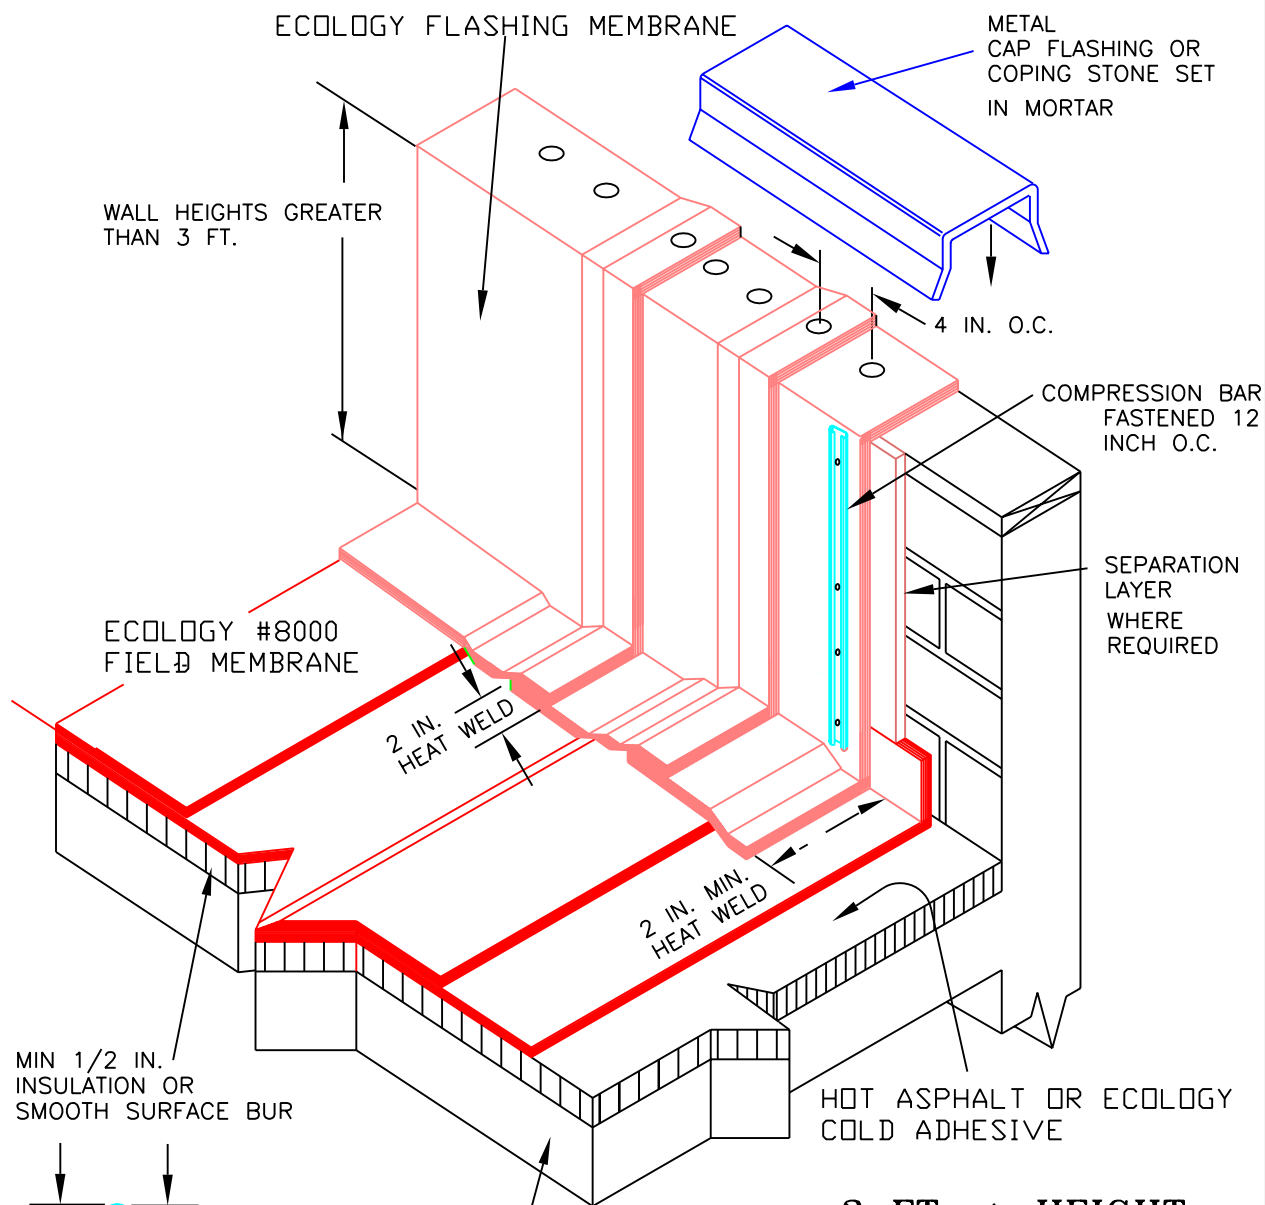 ECOLOGY FLASHING MEMBRANE
METAL
CAP FLASHING OR
COPING STONE SET
IN MORTAR
WALL HEIGHTS GREATER
THAN 3 FT.
4 IN. O.C.
COMPRESSION BAR
FASTENED 12
INCH O.C.
SEPARATION
LAYER
WHERE
REQUIRED
ECOLOGY #8000
FIELD MEMBRANE
2 IN.
HEAT WELD
2 IN. MIN.
HEAT WELD
MIN 1/2 IN.
INSULATION OR
SMOOTH SURFACE BUR
HOT ASPHALT OR ECOLOGY
COLD ADHESIVE
FT HEIGHT